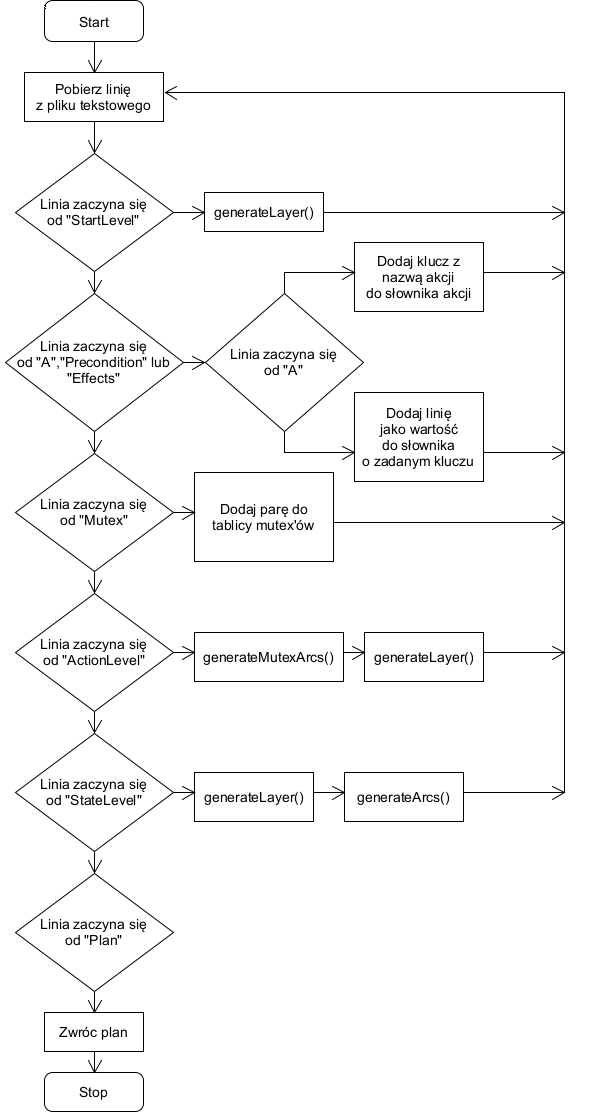 Start
Pobierz linię
z pliku tekstowego
Linia zaczyna się
od "StartLevel"
generateLayer()
Dodaj klucz z
nazwą akcji
do słownika akcji
Linia zaczyna się
od "A","Precondition" lub
"Effects"
Linia zaczyna się
od "A"
Dodaj linię
jako wartość
do słownika
o zadanym kluczu
Linia zaczyna się
od "Mutex"
Dodaj parę do
tablicy mutex'ów
Linia zaczyna się
od "ActionLevel"
generateMutexArcs()
generateLayer()
Linia zaczyna się
od "StateLevel"
generateLayer()
generateArcs()
Linia zaczyna się
od "Plan"
Zwróc plan
Stop